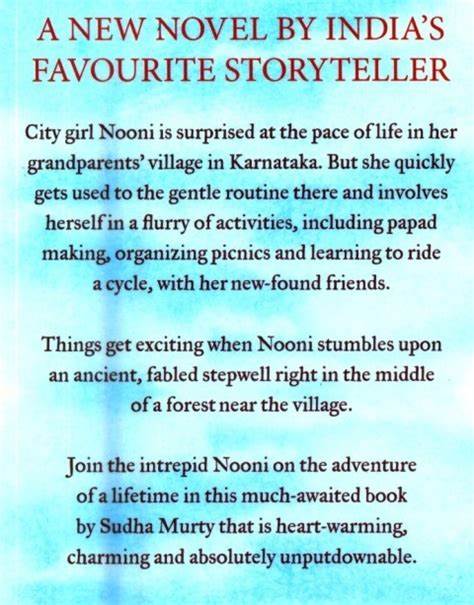 A NEW NOVEL BY INDIA'S
FAVOURITE STORYTELLER
City girl Nooni is surprised at the pace of life in her
grandparents' village in Karnataka. But she quickly
gets used to the gentle routine there and involves
herself in a flurry of activities, including papad
making, organizing picnics and learning to ride
a cycle, with her new-found friends.
Things get exciting when Nooni stumbles upon
an ancient, fabled stepwell right in the middle
of a forest near the village.
Join the intrepid Nooni on the adventure
of a lifetime in this much-awaited book
by Sudha Murty that is heart-warming,
charming and absolutely unputdownable.